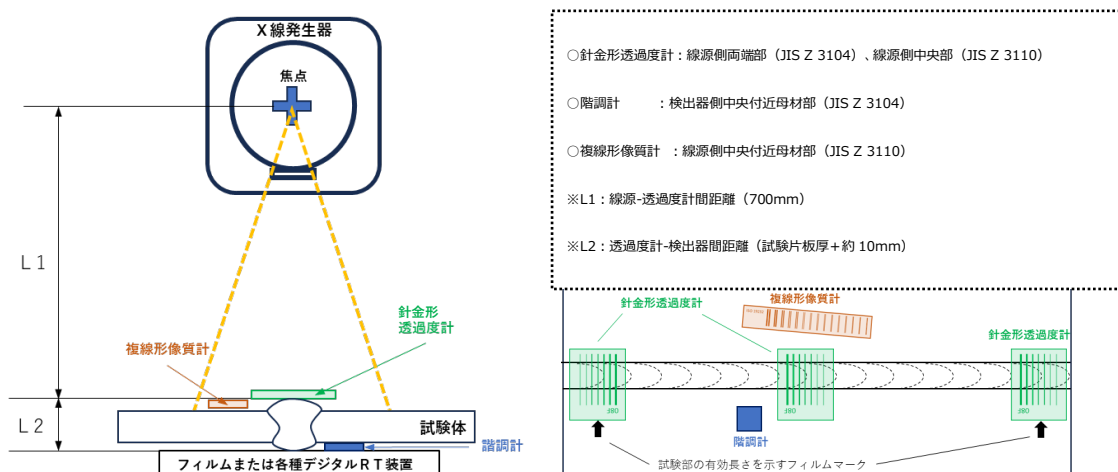 X線発生器
焦点
L1
針金形
透過度計
複線形像質計
L2
試験体
階調計
フィルムまたは各種デジタルRT装置
○針金形透過度計：線源側両端部（JIS Z 3104）、線源側中央部（JIS Z 3110）
○階調計　　　：検出器側中央付近母材部（JIS Z 3104）
○複線形像質計 ：線源側中央付近母材部（JIS Z 3110）
※L1：線源-透過度計間距離（700mm）
※L2：透過度計-検出器間距離（試験片板厚＋約 10mm）
複線形像質計
針金形透過度計
針金形透過度計
08F
08F
08F
階調計
試験部の有効長さを示すフィルムマーク